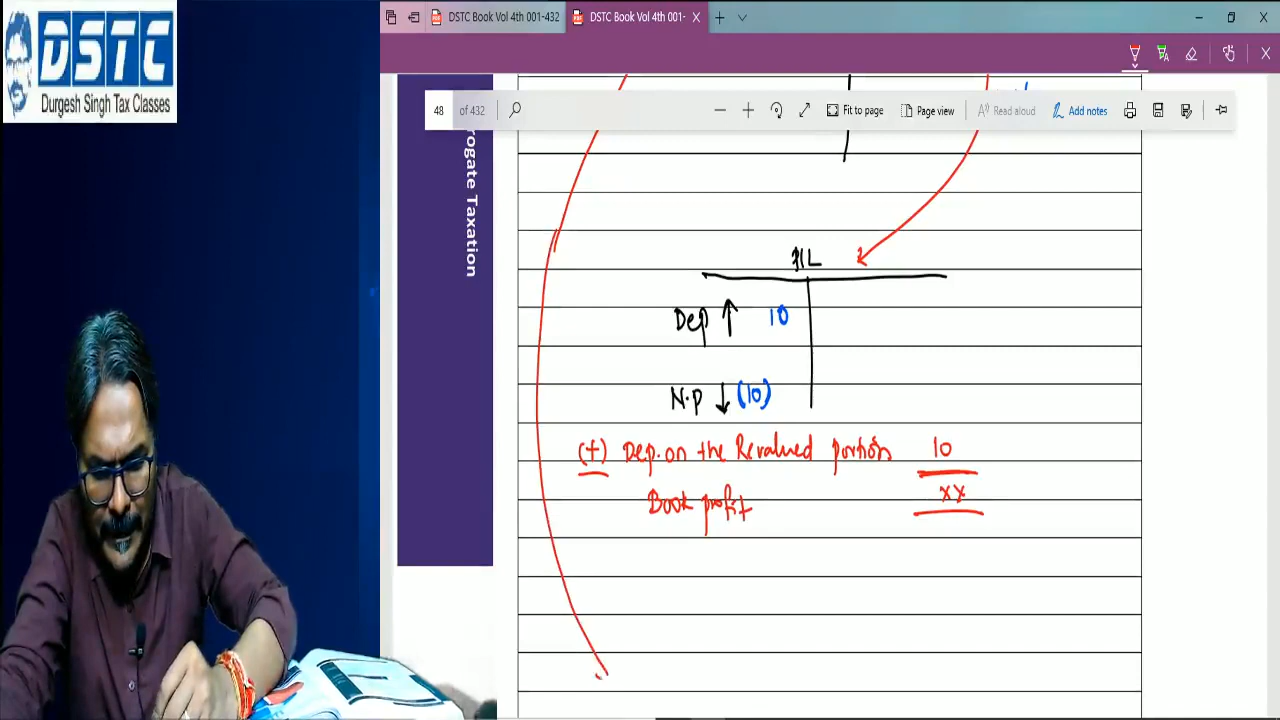 DSTC
Durgesh Singh Tax Classes
DSTC Book Vol 4th 001-432
DSTC Book Vol 4th 001-
48 of 432
Fit to page
Page view
Read aloud
Add notes
rogate Taxation
Dep ↑ 10
N.P ↓ (10)
(+) Dep. on the Revalued portion 10
Book profit xx